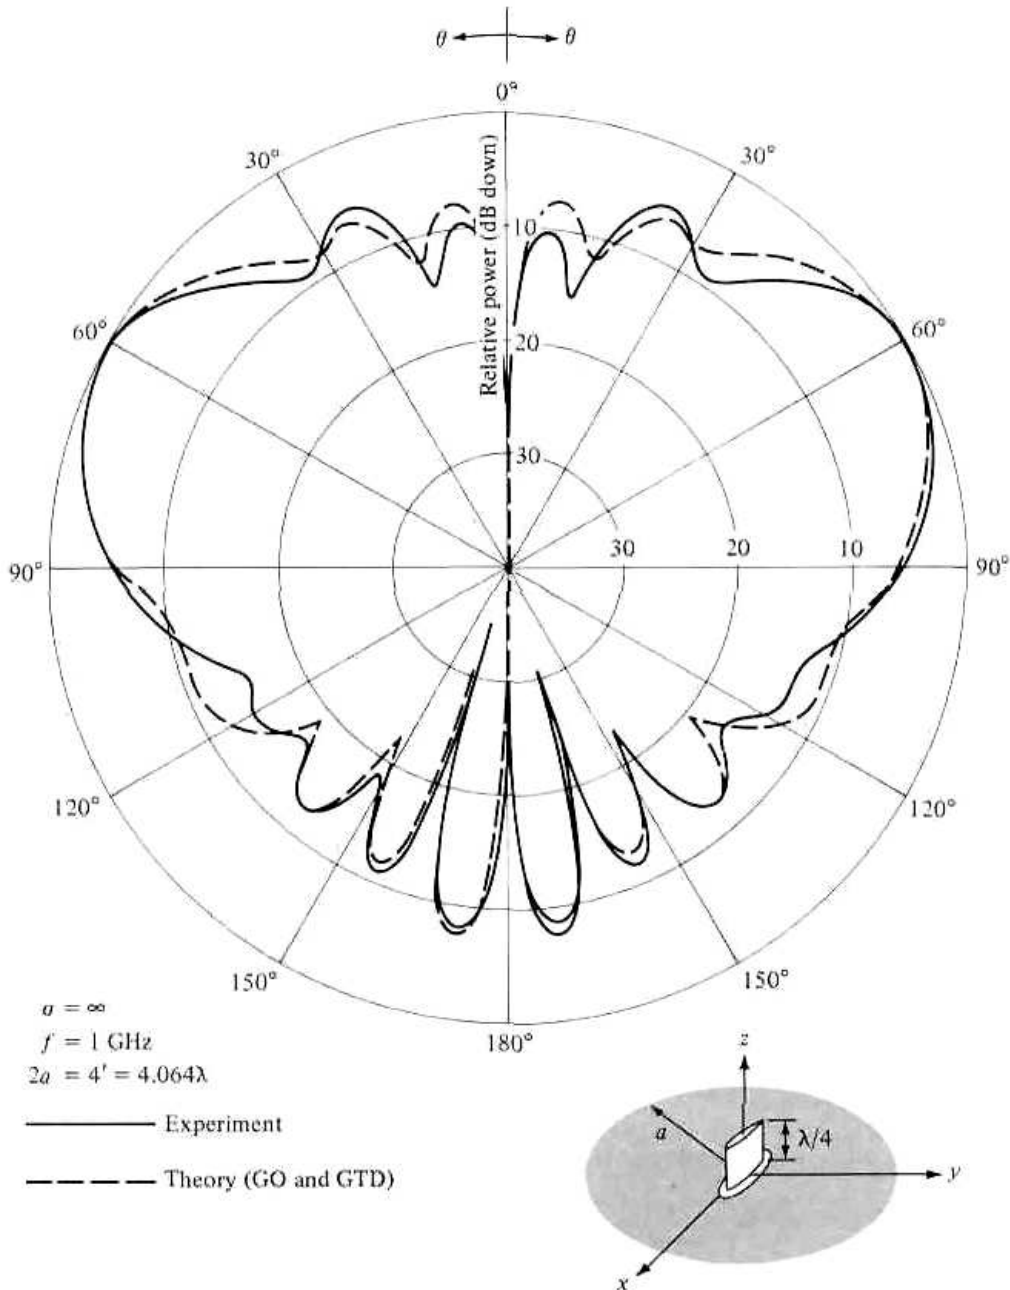 θ θ
0°
30° 30°
Relative power (dB down)
10
60° 60°
20
30
30 20 10
90° 90°
120° 120°
150° 150°
180°
σ = ∞
f = 1 GHz
2a = 4′ = 4.064λ
Experiment
Theory (GO and GTD)
z
a
λ/4
y
x